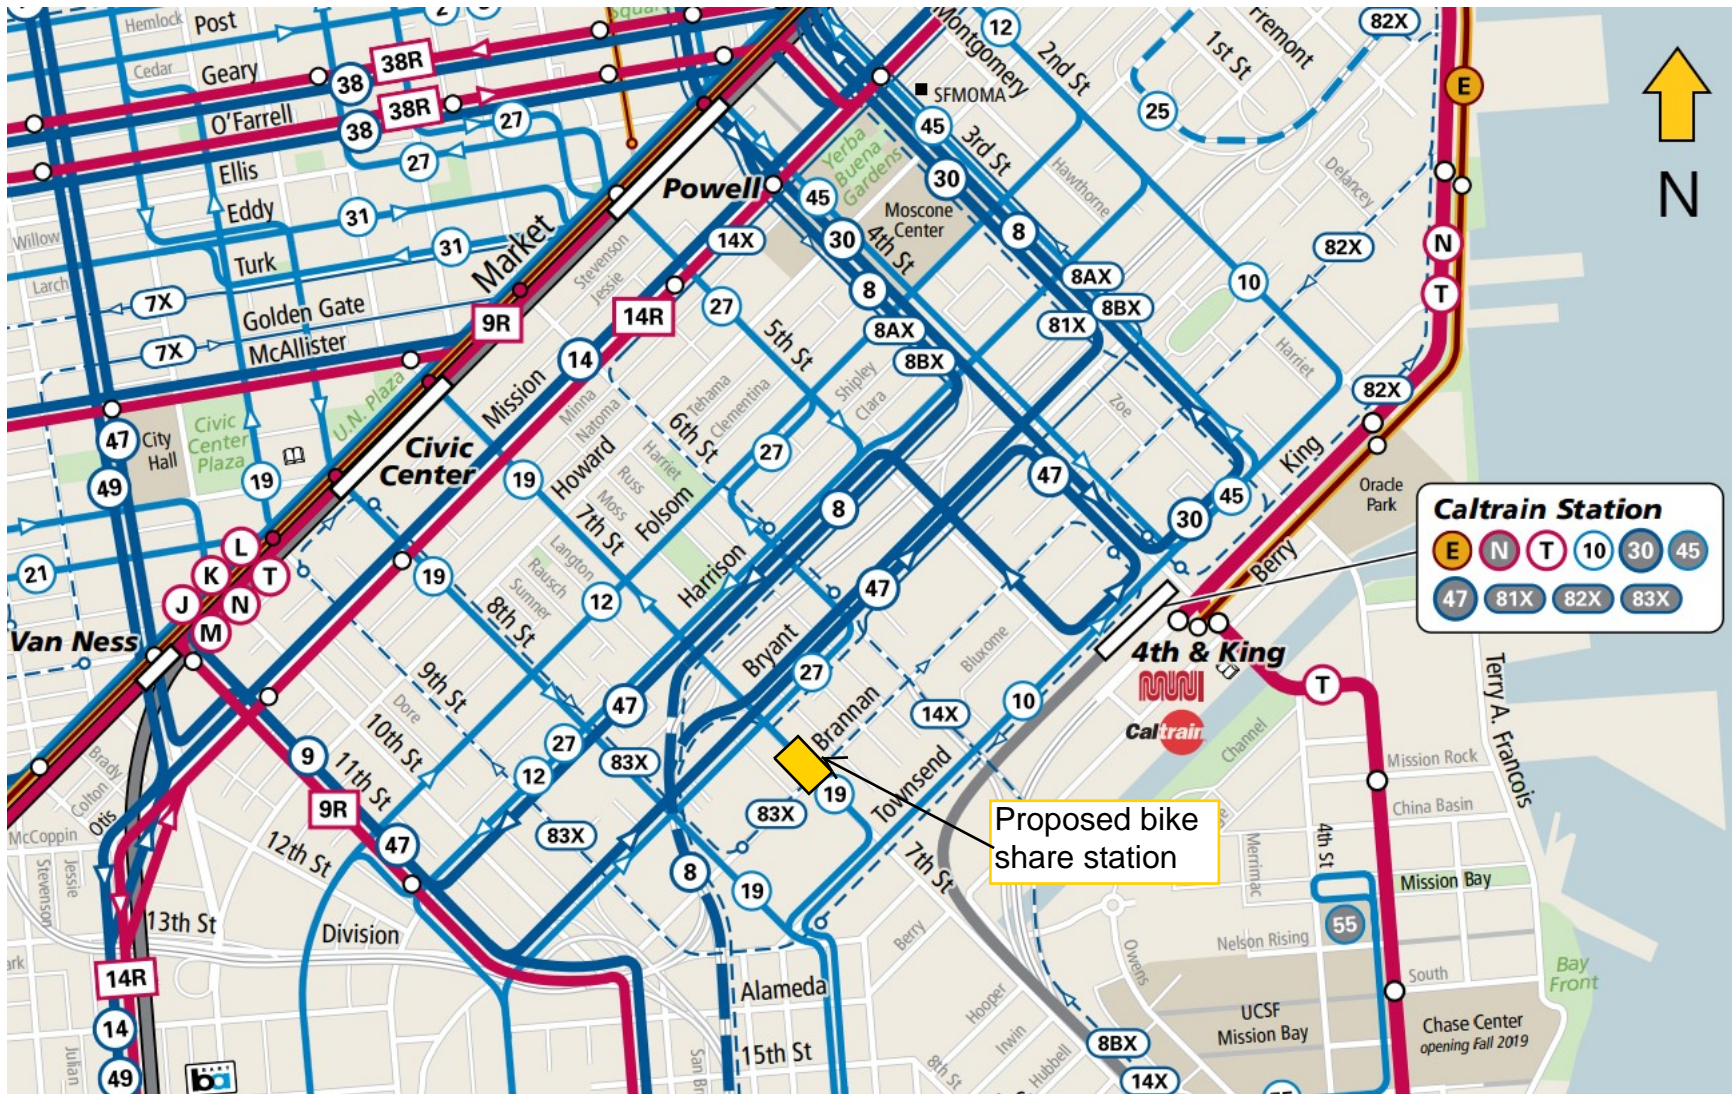 Hemlock
Post
2
Square
Montgomery
12
2nd St
1st St
Fremont
82X
Cedar
Geary
38R
38
O'Farrell
38R
38
27
27
SFMOMA
45
3rd St
25
E
N
Ellis
Eddy
31
31
Willow
Turk
Larch
7X
Golden Gate
7X
McAllister
Market
9R
Powell
Yerba
Buena
Gardens
45
30
Moscone
Center
30
4th St
8
14X
Stevenson
Jessie
14R
27
8
8AX
8BX
5th St
Hawthorne
Delancey
82X
10
8AX
8BX
81X
N
T
Harriet
82X
47
49
City
Hall
Civic
Center
Plaza
U.N. Plaza
19
Civic
Center
Mission
14
Minna
Natoma
Howard
19
Tehama
Clementina
Shipley
Clara
6th St
Harriet
Russ
Moss
Folsom
7th St
27
Zoe
King
47
45
30
8
Oracle
Park
Berry
Caltrain Station
E N T 10 30 45
47 81X 82X 83X
21
L
K T
J N
M
Van Ness
19
Langton
Rausch
Sumner
8th St
12
Harrison
47
Bryant
Bluxome
4th & King
MUNI
Caltrain
T
Terry A. Francois
9th St
Dore
10th St
47
27
12
27
83X
Brannan
14X
10
Townsend
Channel
Mission Rock
China Basin
Brady
Colton
Otis
McCoppin
Stevenson
Jessie
9
11th St
9R
12th St
47
83X
83X
19
8
19
7th St
Proposed bike
share station
Merrimac
4th St
Mission Bay
55
Nelson Rising
South
13th St
Division
14R
14
49
Julian
Alameda
15th St
Berry
Owens
Hooper
Irwin
Hubbell
8th St
8BX
14X
UCSF
Mission Bay
Chase Center
opening Fall 2019
Bay
Front
ba